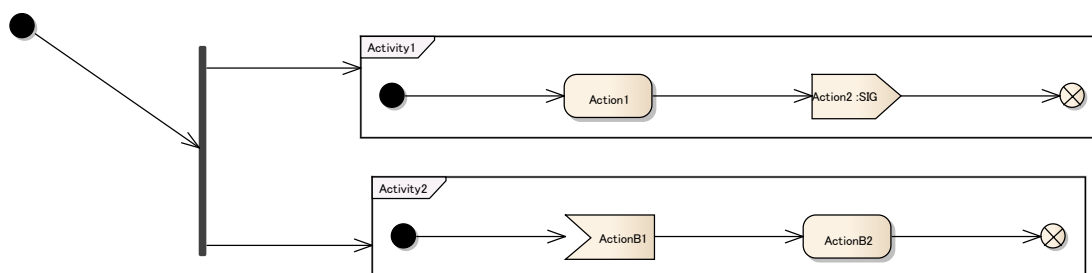 Activity1
Action1
Action2 :SIG
Activity2
ActionB1
ActionB2